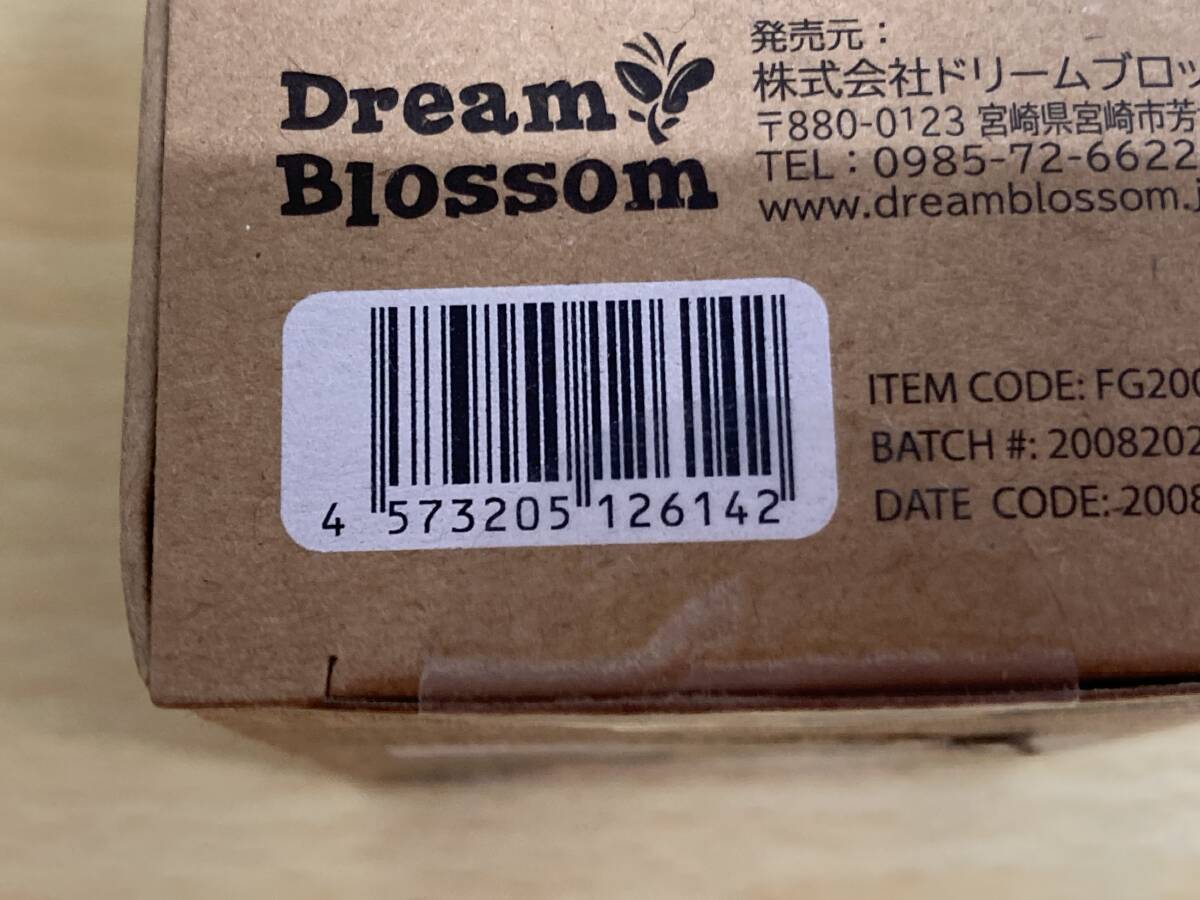 Dream
Blossom
発売元：
株式会社ドリームブロッ
〒880-0123 宮崎県宮崎市芳
TEL：0985-72-6622
www.dreamblossom.j
4 573205 126142
ITEM CODE: FG200
BATCH #: 2008202
DATE CODE: 2008